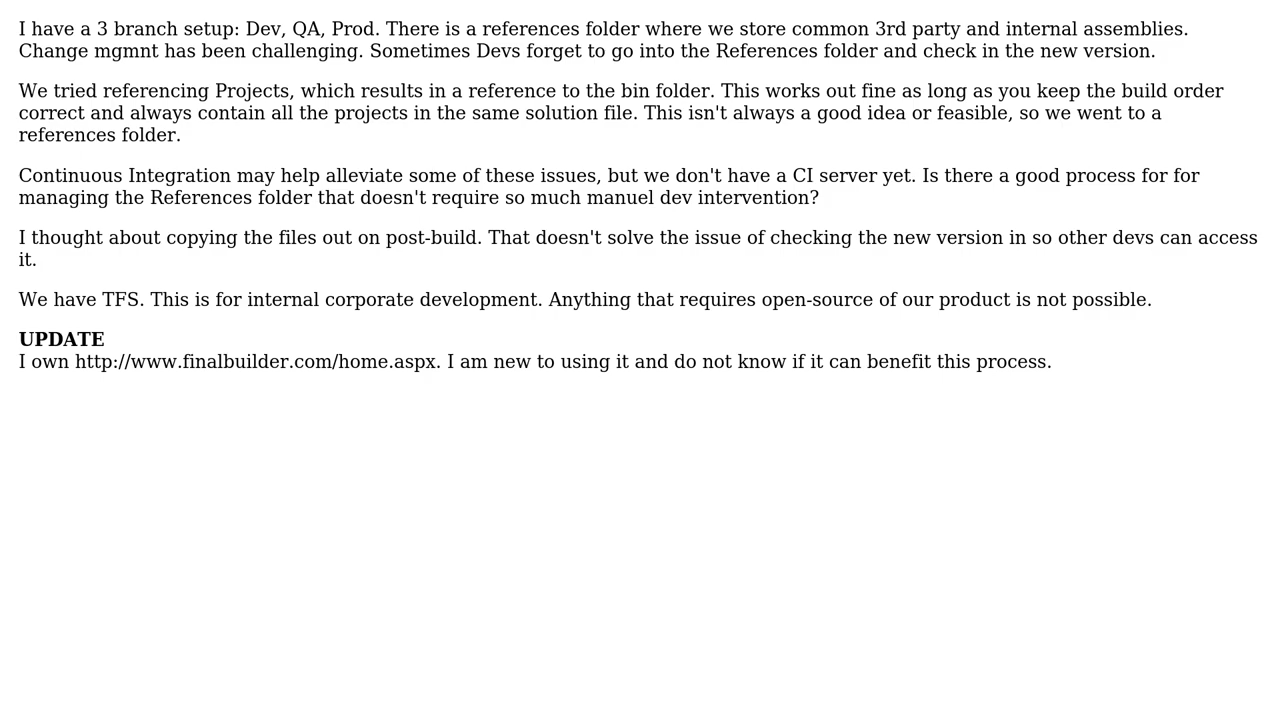 I have a 3 branch setup: Dev, QA, Prod. There is a references folder where we store common 3rd party and internal assemblies.
Change mgmnt has been challenging. Sometimes Devs forget to go into the References folder and check in the new version.
We tried referencing Projects, which results in a reference to the bin folder. This works out fine as long as you keep the build order
correct and always contain all the projects in the same solution file. This isn't always a good idea or feasible, so we went to a
references folder.
Continuous Integration may help alleviate some of these issues, but we don't have a CI server yet. Is there a good process for for
managing the References folder that doesn't require so much manuel dev intervention?
I thought about copying the files out on post-build. That doesn't solve the issue of checking the new version in so other devs can access
it.
We have TFS. This is for internal corporate development. Anything that requires open-source of our product is not possible.
UPDATE
I own http://www.finalbuilder.com/home.aspx. I am new to using it and do not know if it can benefit this process.